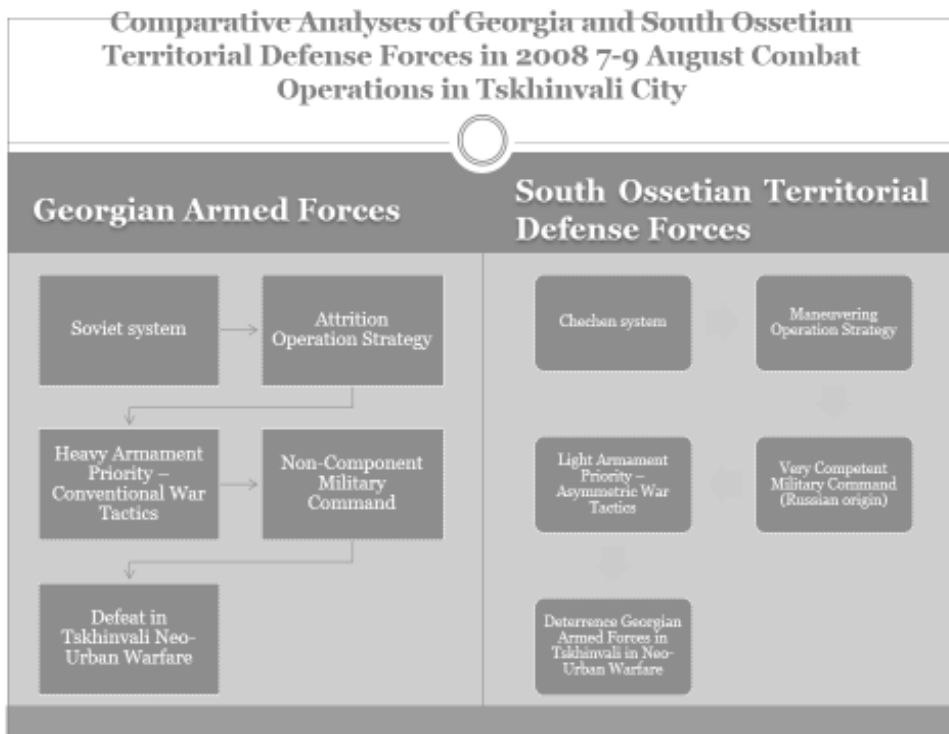 Comparative Analyses of Georgia and South Ossetian
Territorial Defense Forces in 2008 7-9 August Combat
Operations in Tskhinvali City
Georgian Armed Forces
Soviet system
Attrition
Operation Strategy
Heavy Armament
Priority –
Conventional War
Tactics
Non-Component
Military
Command
Defeat in
Tskhinvali Neo-
Urban Warfare
South Ossetian Territorial
Defense Forces
Chechen system
Maneuvering
Operation Strategy
Very Competent
Military Command
(Russian origin)
Light Armament
Priority –
Asymmetric War
Tactics
Deterrence Georgian
Armed Forces in
Tskhinvali in Neo-
Urban Warfare